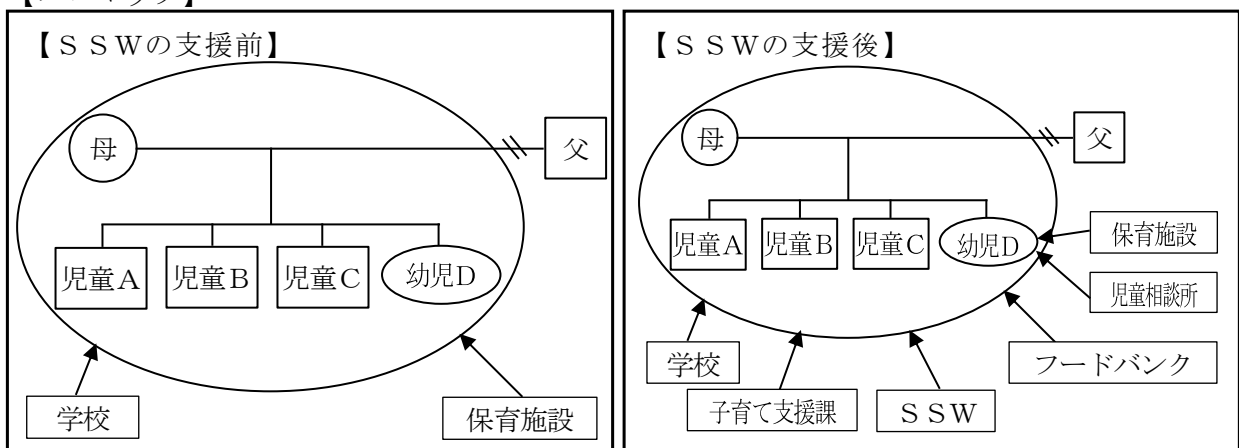 【ＳＳＷの支援前】
母
父
児童Ａ
児童Ｂ
児童Ｃ
幼児Ｄ
学校
保育施設
【ＳＳＷの支援後】
母
父
児童Ａ
児童Ｂ
児童Ｃ
幼児Ｄ
保育施設
児童相談所
学校
フードバンク
子育て支援課
ＳＳＷ